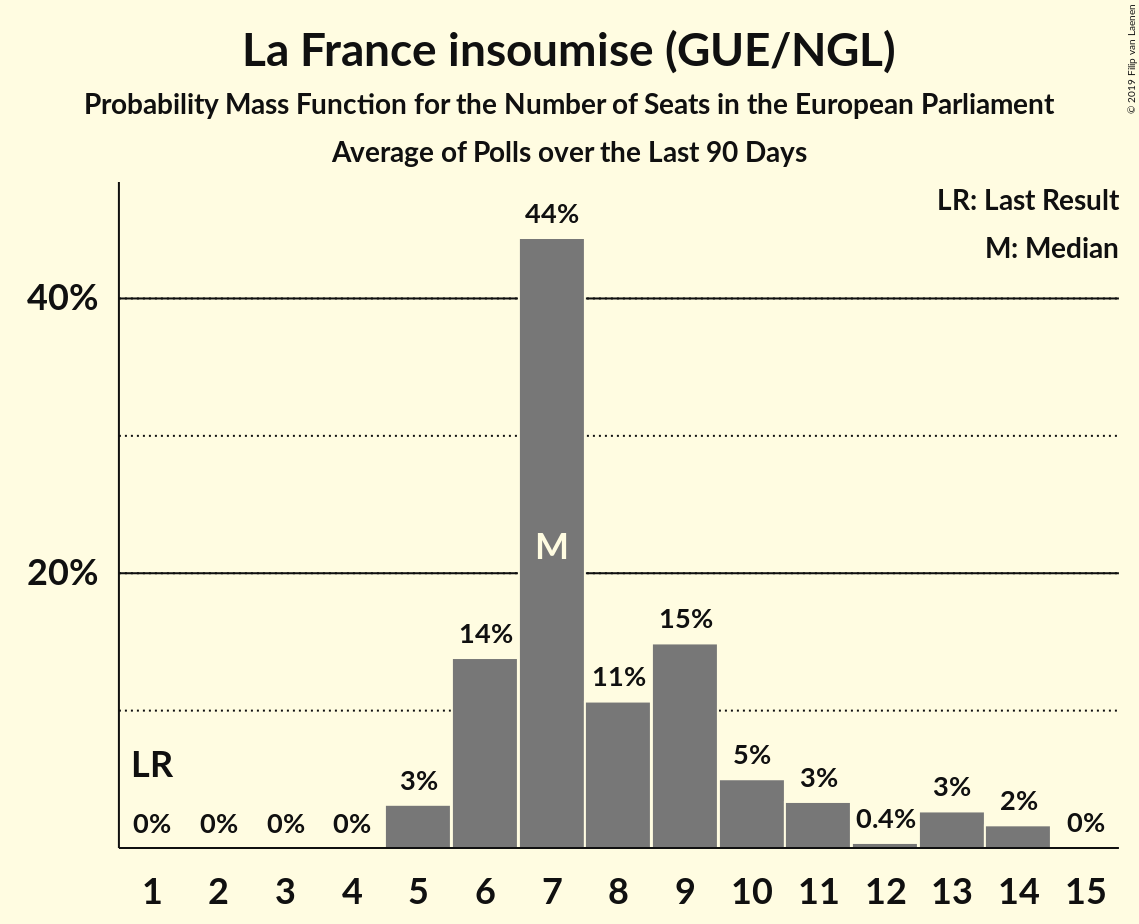 La France insoumise (GUE/NGL)
Probability Mass Function for the Number of Seats in the European Parliament
Average of Polls over the Last 90 Days
© 2019 Filip van Laenen
LR: Last Result
M: Median
44%
40%
M
20%
15%
14%
11%
LR
5%
3%
3%
3%
2%
0%
0%
0%
0%
0.4%
0%
1 2 3 4 5 6 7 8 9 10 11 12 13 14 15